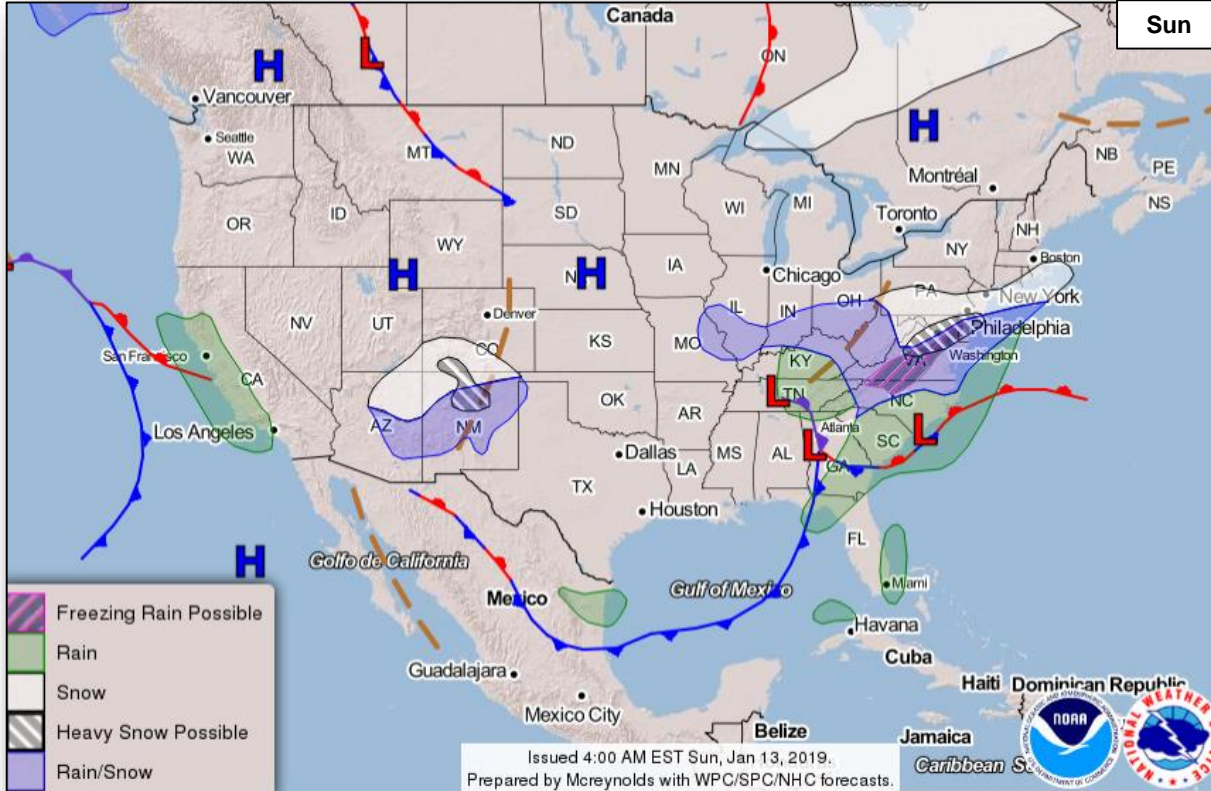 Sun
Canada
H
L
ON
H
Vancouver
Seattle
WA
MT
ND
MN
Montréal
NB
PE
NS
OR
ID
SD
WI
MI
Toronto
NH
WY
NY
Boston
H
H
IA
Chicago
PA
New York
NV
UT
Denver
CO
KS
MO
IL
IN
OH
Philadelphia
Washington
VA
San Francisco
CA
KY
L
TN
NC
Los Angeles
AZ
NM
OK
AR
Atlanta
SC
L
L
GA
Dallas
MS
AL
LA
TX
Houston
FL
H
Golfo de California
Gulf of Mexico
Miami
Mexico
Havana
Cuba
Guadalajara
Mexico City
Haiti
Dominican Republic
Belize
Jamaica
Freezing Rain Possible
Rain
Snow
Heavy Snow Possible
Rain/Snow
Issued 4:00 AM EST Sun, Jan 13, 2019.
Prepared by Mcreynolds with WPC/SPC/NHC forecasts.
Caribbean
NOAA